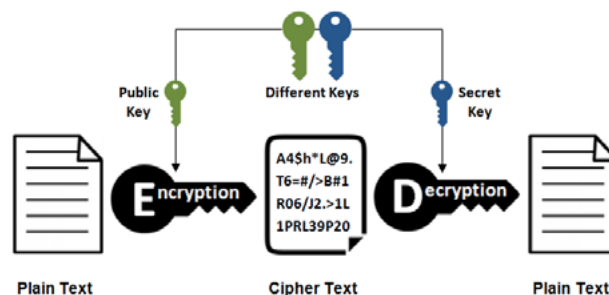 Public
Key
Different Keys
Secret
Key
Encryption
A4$h*L@9.
T6=#/>B#1
R06/J2.>1L
1PRL39P20
Decryption
Plain Text
Cipher Text
Plain Text